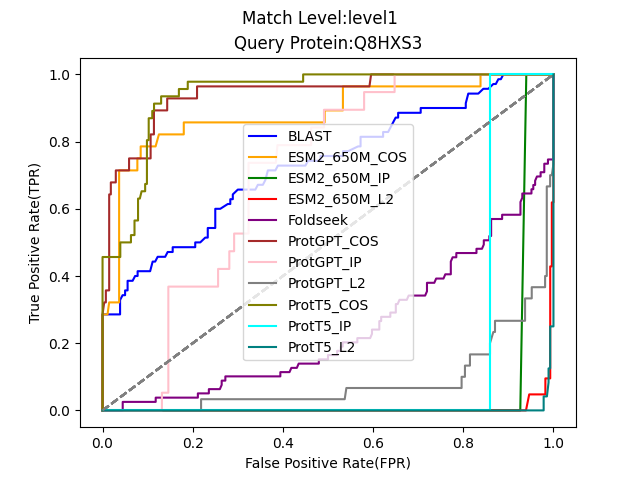 Match Level:level1
Query Protein:Q8HXS3
True Positive Rate(TPR)
1.0
0.8
0.6
0.4
0.2
0.0
BLAST
ESM2_650M_COS
ESM2_650M_IP
ESM2_650M_L2
Foldseek
ProtGPT_COS
ProtGPT_IP
ProtGPT_L2
ProtT5_COS
ProtT5_IP
ProtT5_L2
0.0 0.2 0.4 0.6 0.8 1.0
False Positive Rate(FPR)